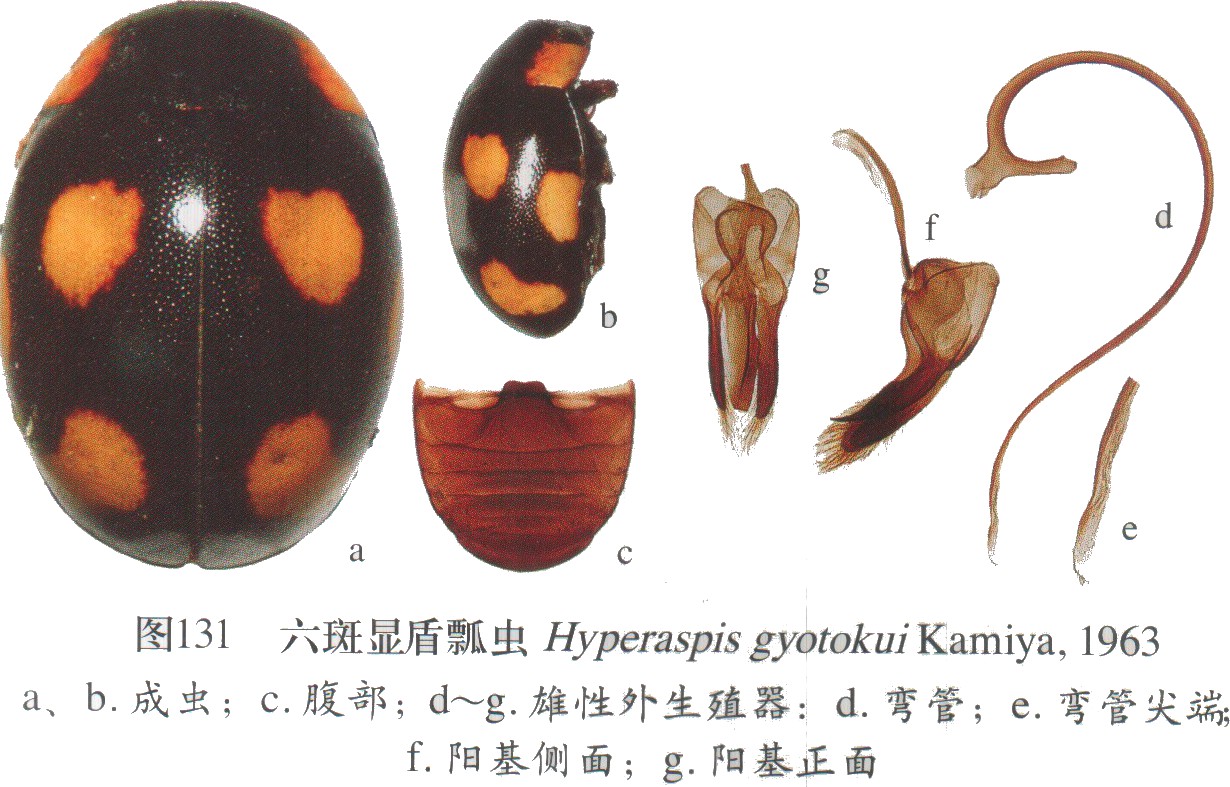 a
b
c
d
e
f
g
图131 六斑显盾瓢虫 Hyperaspis gyotokui Kamiya, 1963
a、b. 成虫；c. 腹部；d～g. 雄性外生殖器：d. 弯管；e. 弯管尖端；
f. 阳基侧面；g. 阳基正面